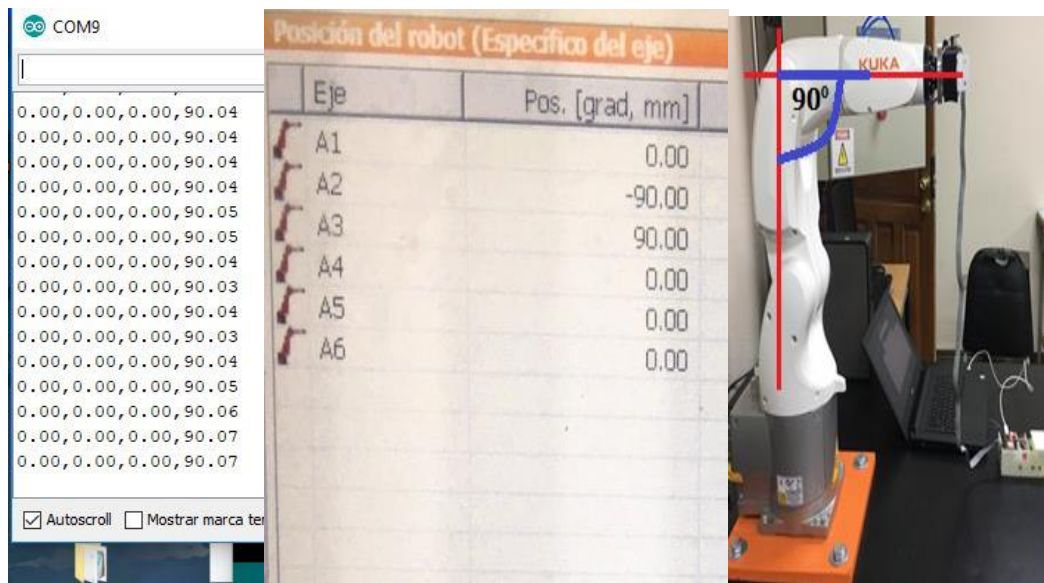 COM9
0.00,0.00,0.00,90.04
0.00,0.00,0.00,90.04
0.00,0.00,0.00,90.04
0.00,0.00,0.00,90.04
0.00,0.00,0.00,90.05
0.00,0.00,0.00,90.05
0.00,0.00,0.00,90.04
0.00,0.00,0.00,90.03
0.00,0.00,0.00,90.04
0.00,0.00,0.00,90.03
0.00,0.00,0.00,90.04
0.00,0.00,0.00,90.05
0.00,0.00,0.00,90.06
0.00,0.00,0.00,90.07
0.00,0.00,0.00,90.07
Autoscroll Mostrar marca te
Posición del robot (Específico del eje)
Eje Pos. [grad, mm]
A1 0.00
A2 -90,00
A3 90,00
A4 0,00
A5 0,00
A6 0,00
KUKA
90⁰